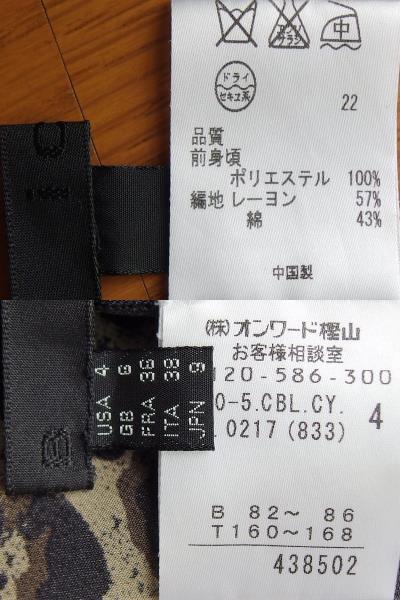 中
ドライ
セキユ系
22
品質
前身頃
ポリエステル 100%
編地 レーヨン 57%
綿 43%
中国製
(株)オンワード樫山
お客様相談室
120-586-300
0-5.CBL.CY.
4
0217 (833)
USA 4
GB 6
FRA 36
ITA 38
JPN 9
B 82〜 86
T160〜168
438502